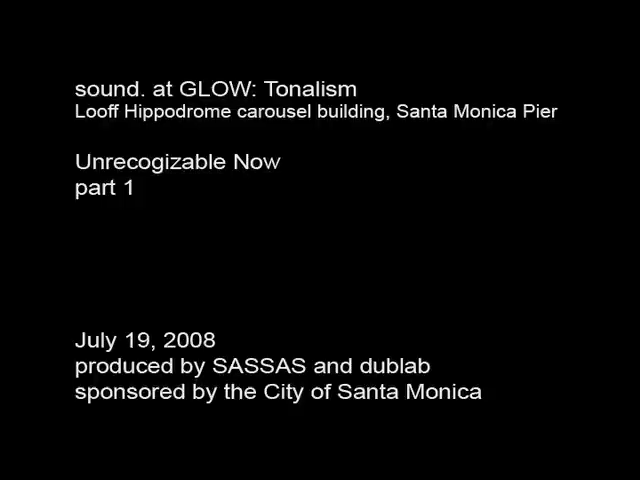 sound. at GLOW: Tonalism
Looff Hippodrome carousel building, Santa Monica Pier
Unrecogizable Now
part 1
July 19, 2008
produced by SASSAS and dublab
sponsored by the City of Santa Monica